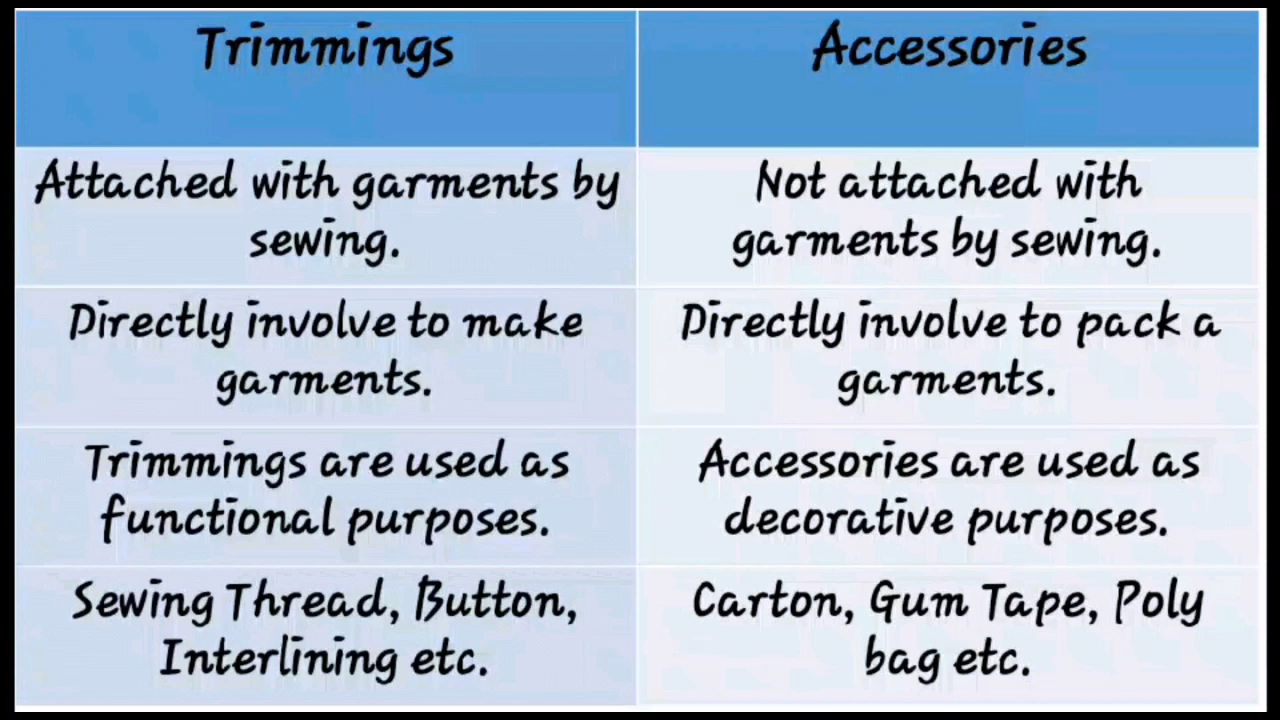 Trimmings
Accessories
Attached with garments by
sewing.
Not attached with
garments by sewing.
Directly involve to make
garments.
Directly involve to pack a
garments.
Trimmings are used as
functional purposes.
Accessories are used as
decorative purposes.
Sewing Thread, Button,
Interlining etc.
Carton, Gum Tape, Poly
bag etc.